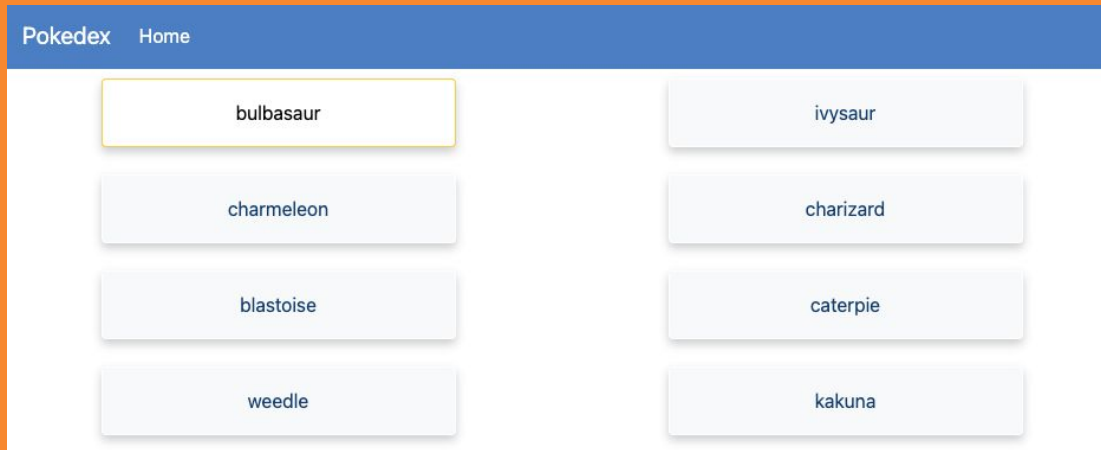 Pokedex Home
bulbasaur ivysaur
charmeleon charizard
blastoise caterpie
weedle kakuna